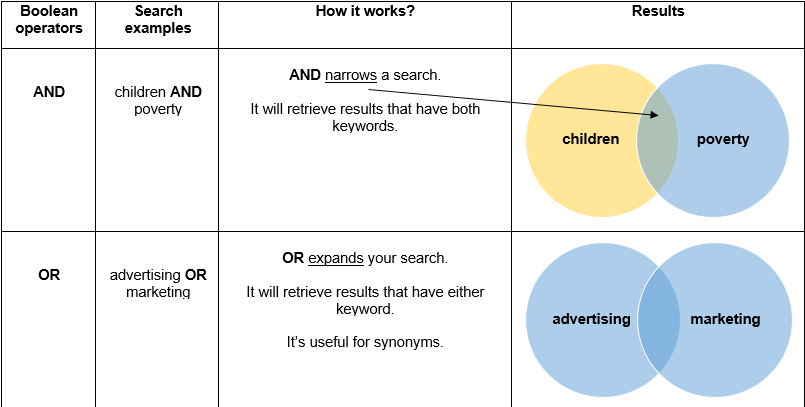 Boolean operators
Search examples
How it works?
Results
AND
children AND
poverty
AND narrows a search.
It will retrieve results that have both
keywords.
children
poverty
OR
advertising OR
marketing
OR expands your search.
It will retrieve results that have either
keyword.
It's useful for synonyms.
advertising
marketing